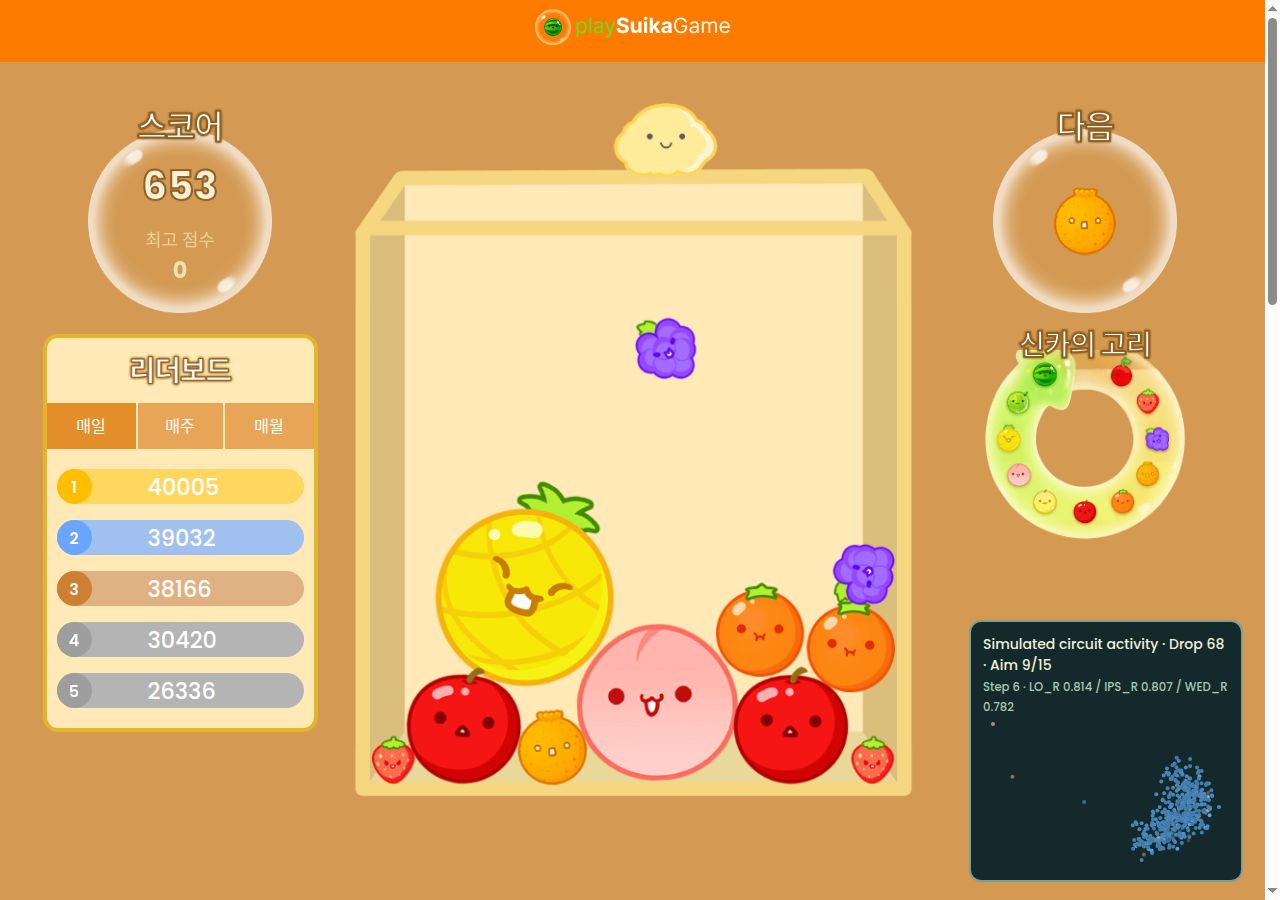 playSuikaGame
스코어
653
최고 점수
0
다음
리더보드
매일 매주 매월
1 40005
2 39032
3 38166
4 30420
5 26336
신카의 고리
Simulated circuit activity · Drop 68
· Aim 9/15
Step 6 · LO_R 0.814 / IPS_R 0.807 / WED_R
0.782